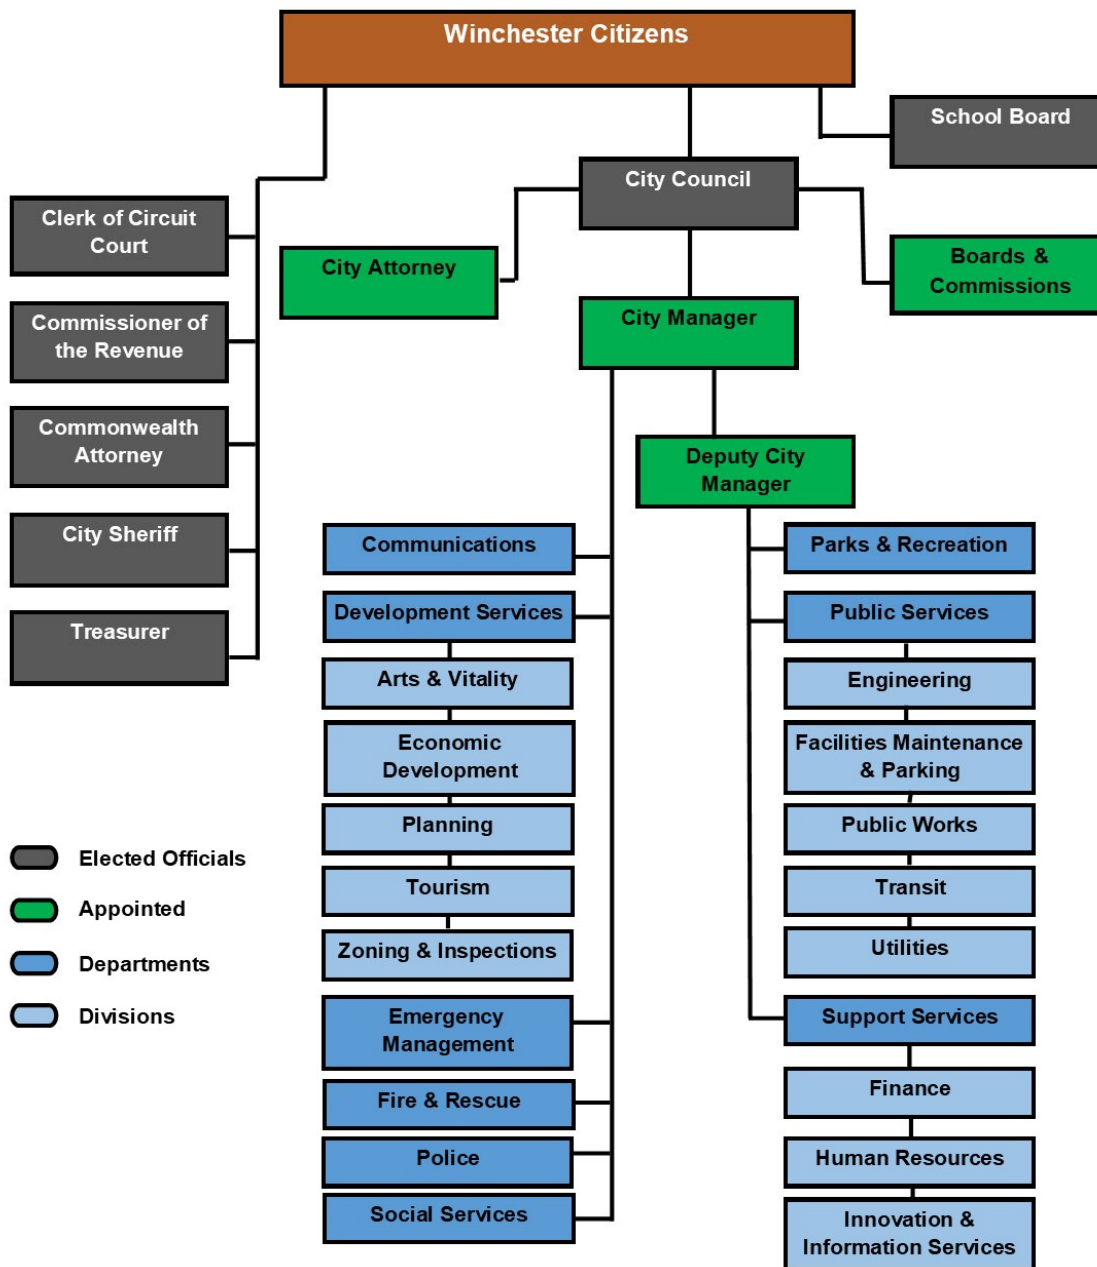 Winchester Citizens
School Board
City Council
Clerk of Circuit
Court
City Attorney
Boards &
Commissions
Commissioner of
the Revenue
City Manager
Commonwealth
Attorney
Deputy City
Manager
City Sheriff
Treasurer
Communications
Development Services
Arts & Vitality
Economic
Development
Planning
Tourism
Zoning & Inspections
Emergency
Management
Fire & Rescue
Police
Social Services
Parks & Recreation
Public Services
Engineering
Facilities Maintenance
& Parking
Public Works
Transit
Utilities
Support Services
Finance
Human Resources
Innovation &
Information Services
Elected Officials
Appointed
Departments
Divisions